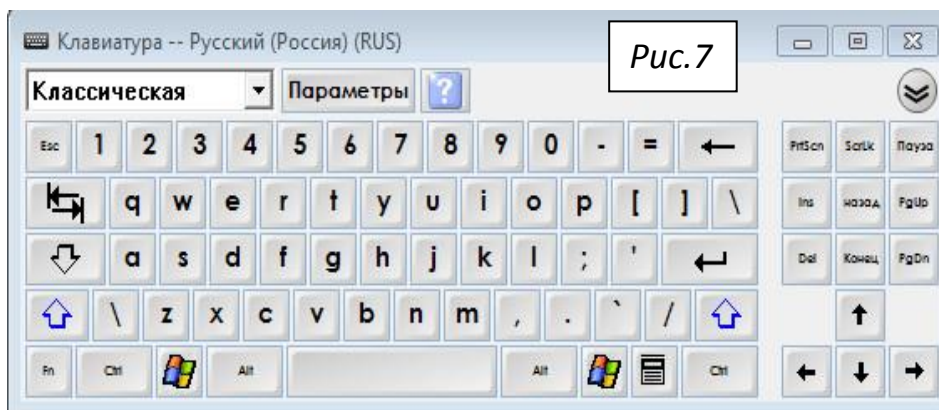 Клавиатура -- Русский (Россия) (RUS)
Рис.7
Классическая Параметры ?
Esc 1 2 3 4 5 6 7 8 9 0 - = PrtScn ScrLk Пауза
q w e r t y u i o p [ ] \ Ins назад PgUp
a s d f g h j k l ; ' Del Конец PgDn
\ z x c v b n m , . ` /
Fn Ctrl Alt Alt Ctrl